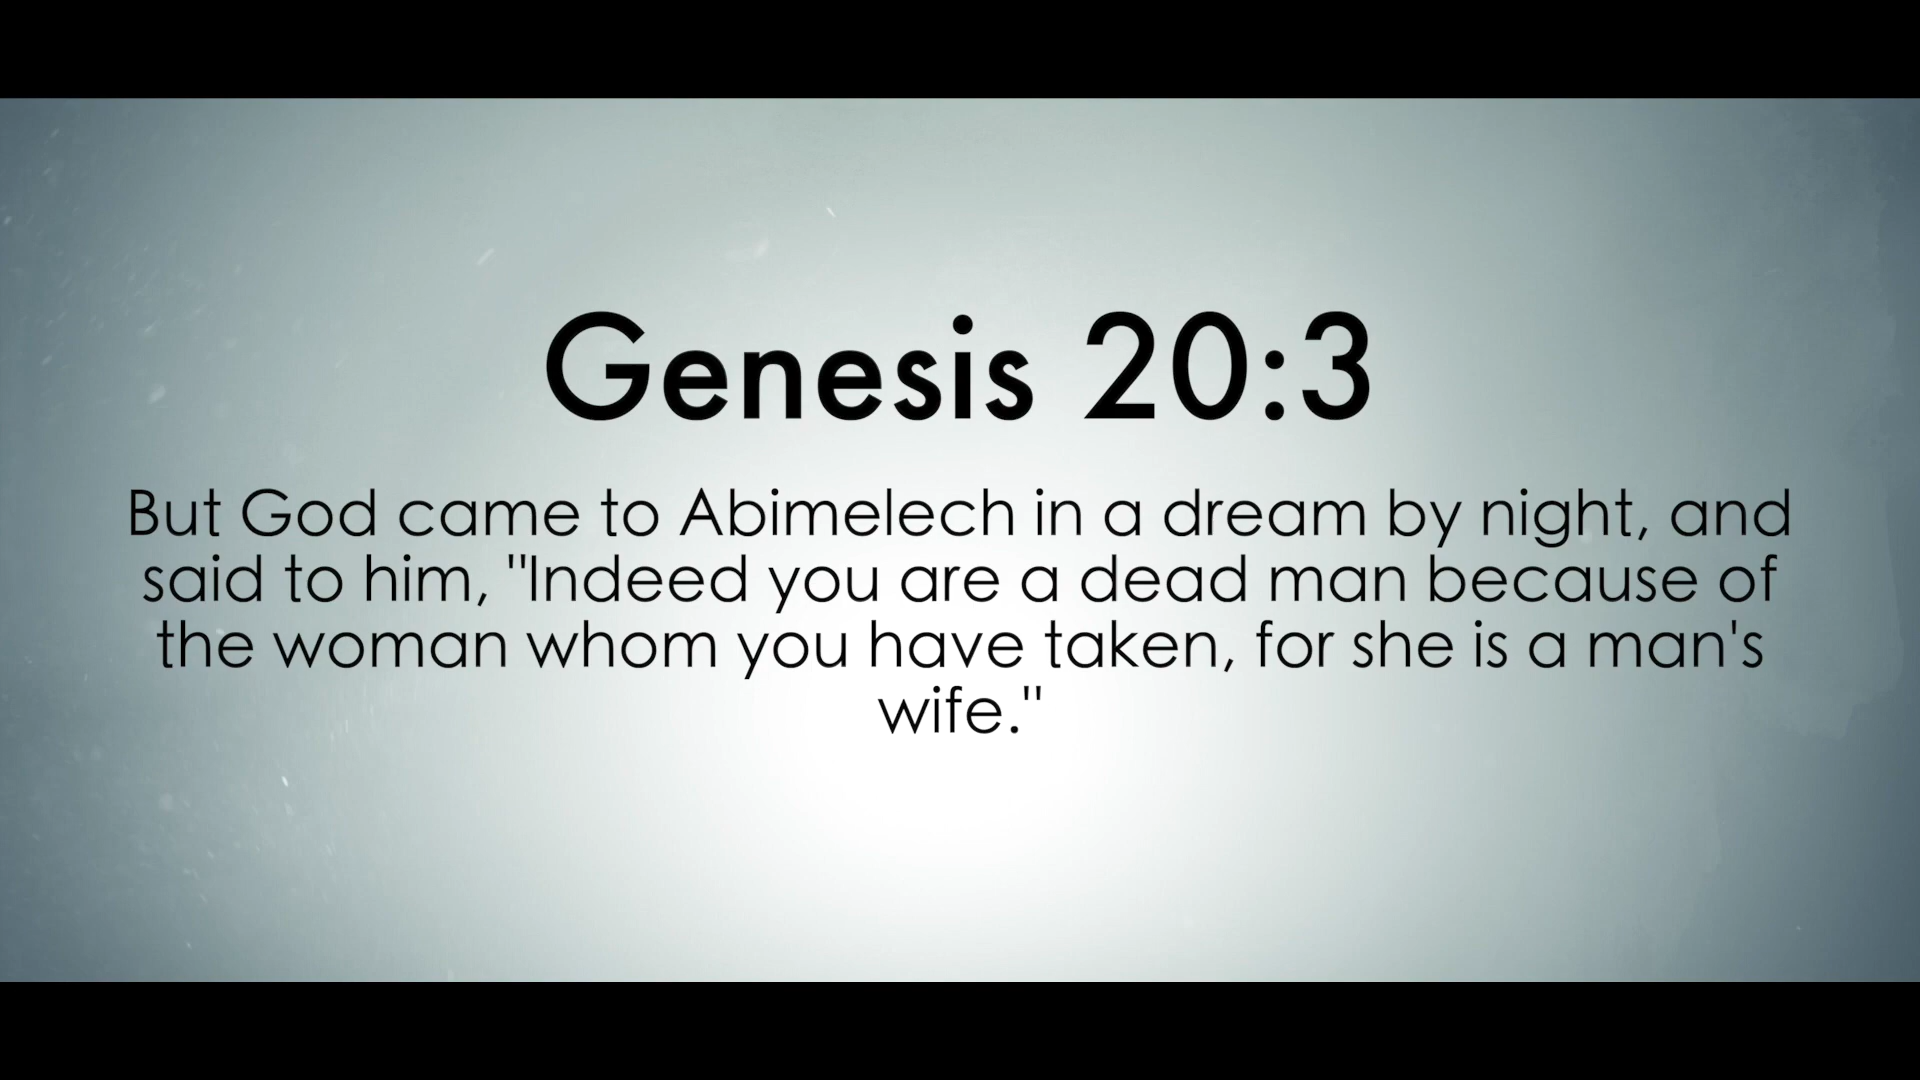 Genesis 20:3
But God came to Abimelech in a dream by night, and
said to him, "Indeed you are a dead man because of
the woman whom you have taken, for she is a man's
wife."